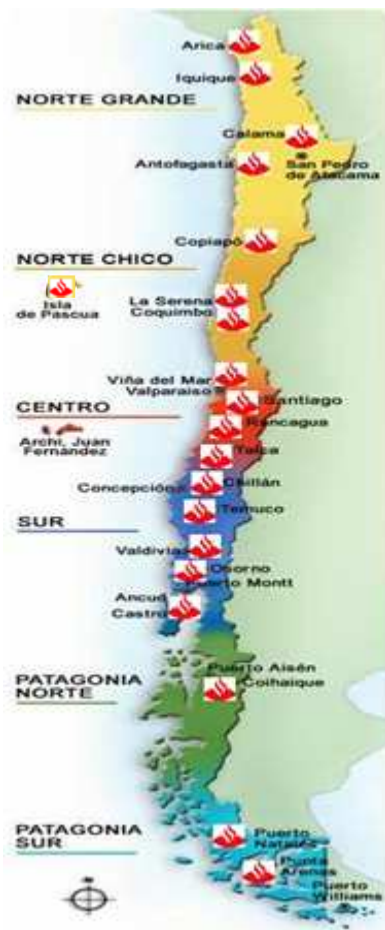 Arica
Iquique
NORTE GRANDE
Calama
Antofagasta
San Pedro
de Atacama
Copiapó
NORTE CHICO
Isla
de Pascua
La Serena
Coquimbo
Viña del Mar
Valparaiso
Santiago
CENTRO
Rancagua
Archi, Juan
Fernández
Talca
Chillán
Concepción
SUR
Temuco
Valdivia
Osorno
Puerto Montt
Ancud
Castro
Puerto Aisén
Coihaique
PATAGONIA
NORTE
PATAGONIA
SUR
Puerto
Natales
Punta
Arenas
Puerto
Williams